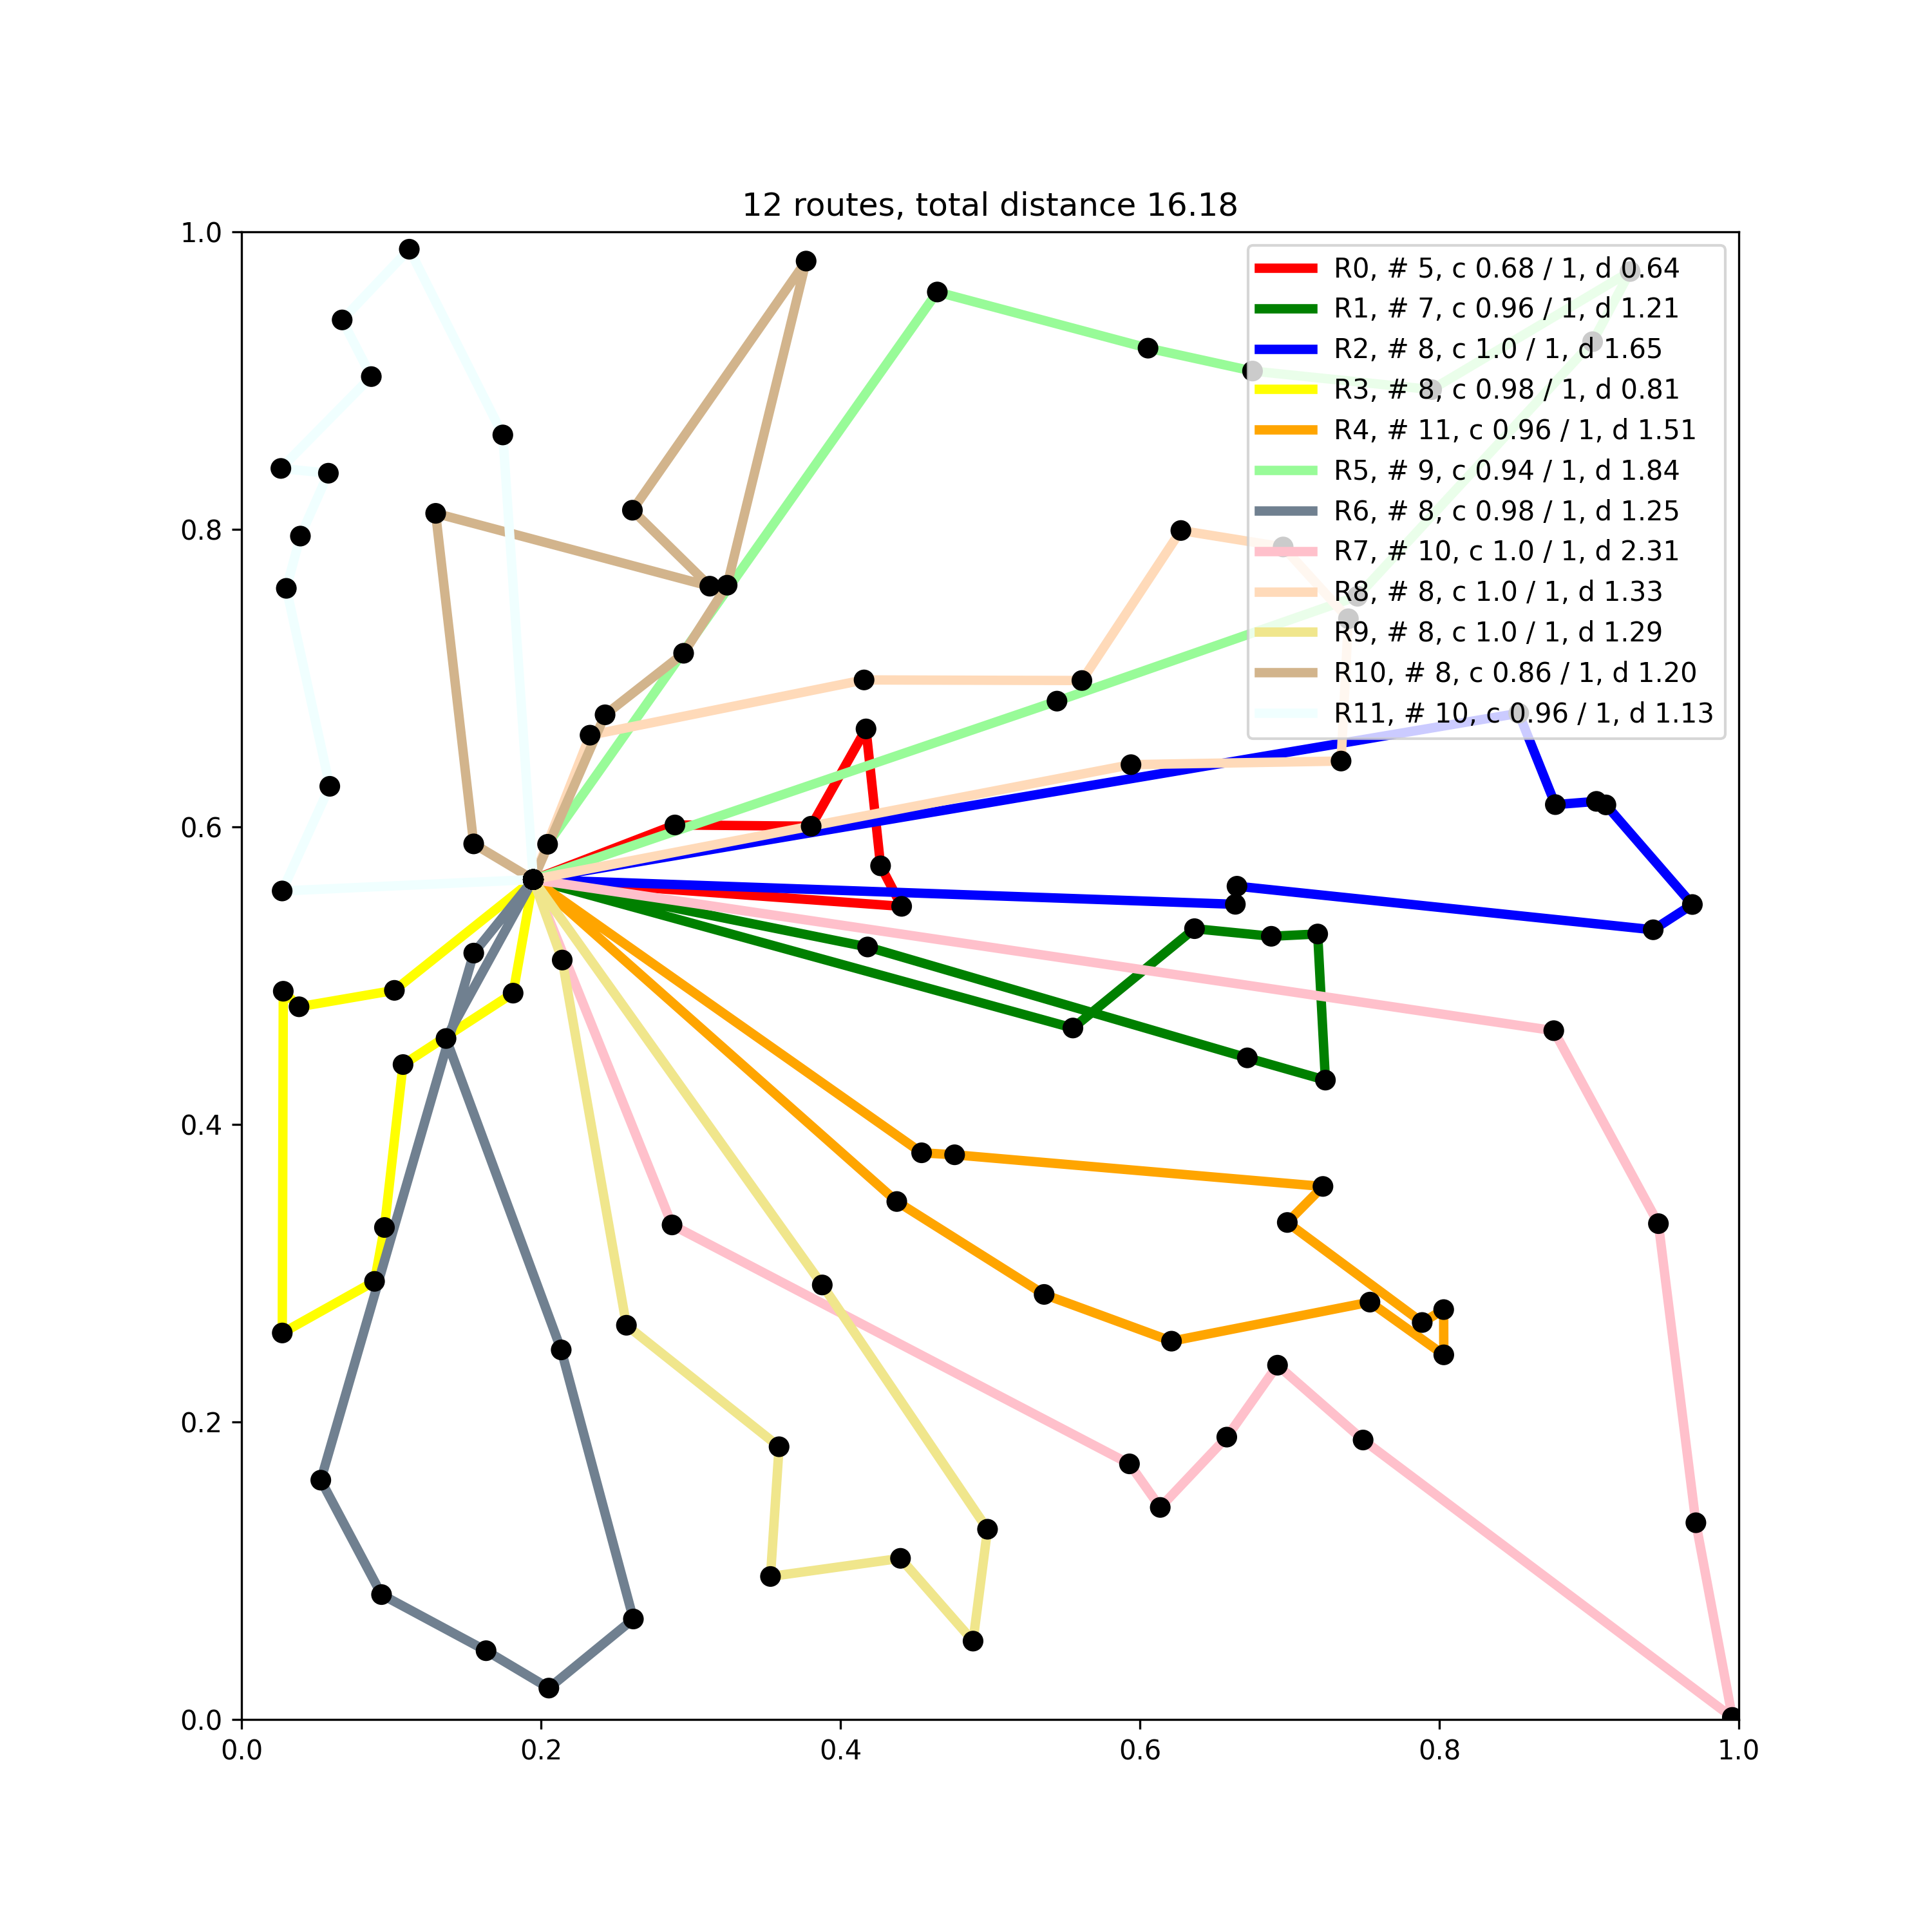 12 routes, total distance 16.18
1.0
0.8
0.6
0.4
0.2
0.0
R0, # 5, c 0.68 / 1, d 0.64
R1, # 7, c 0.96 / 1, d 1.21
R2, # 8, c 1.0 / 1, d 1.65
R3, # 8, c 0.98 / 1, d 0.81
R4, # 11, c 0.96 / 1, d 1.51
R5, # 9, c 0.94 / 1, d 1.84
R6, # 8, c 0.98 / 1, d 1.25
R7, # 10, c 1.0 / 1, d 2.31
R8, # 8, c 1.0 / 1, d 1.33
R9, # 8, c 1.0 / 1, d 1.29
R10, # 8, c 0.86 / 1, d 1.20
R11, # 10, c 0.96 / 1, d 1.13
0.0 0.2 0.4 0.6 0.8 1.0